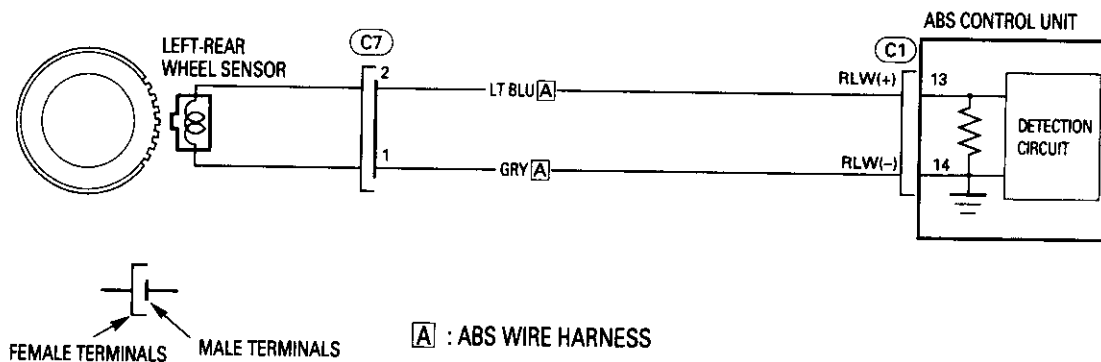 ABS CONTROL UNIT
LEFT-REAR
WHEEL SENSOR
C7
C1
2
LT BLU A
RLW(+)
13
DETECTION
CIRCUIT
1
GRY A
RLW(–)
14
FEMALE TERMINALS
MALE TERMINALS
A : ABS WIRE HARNESS